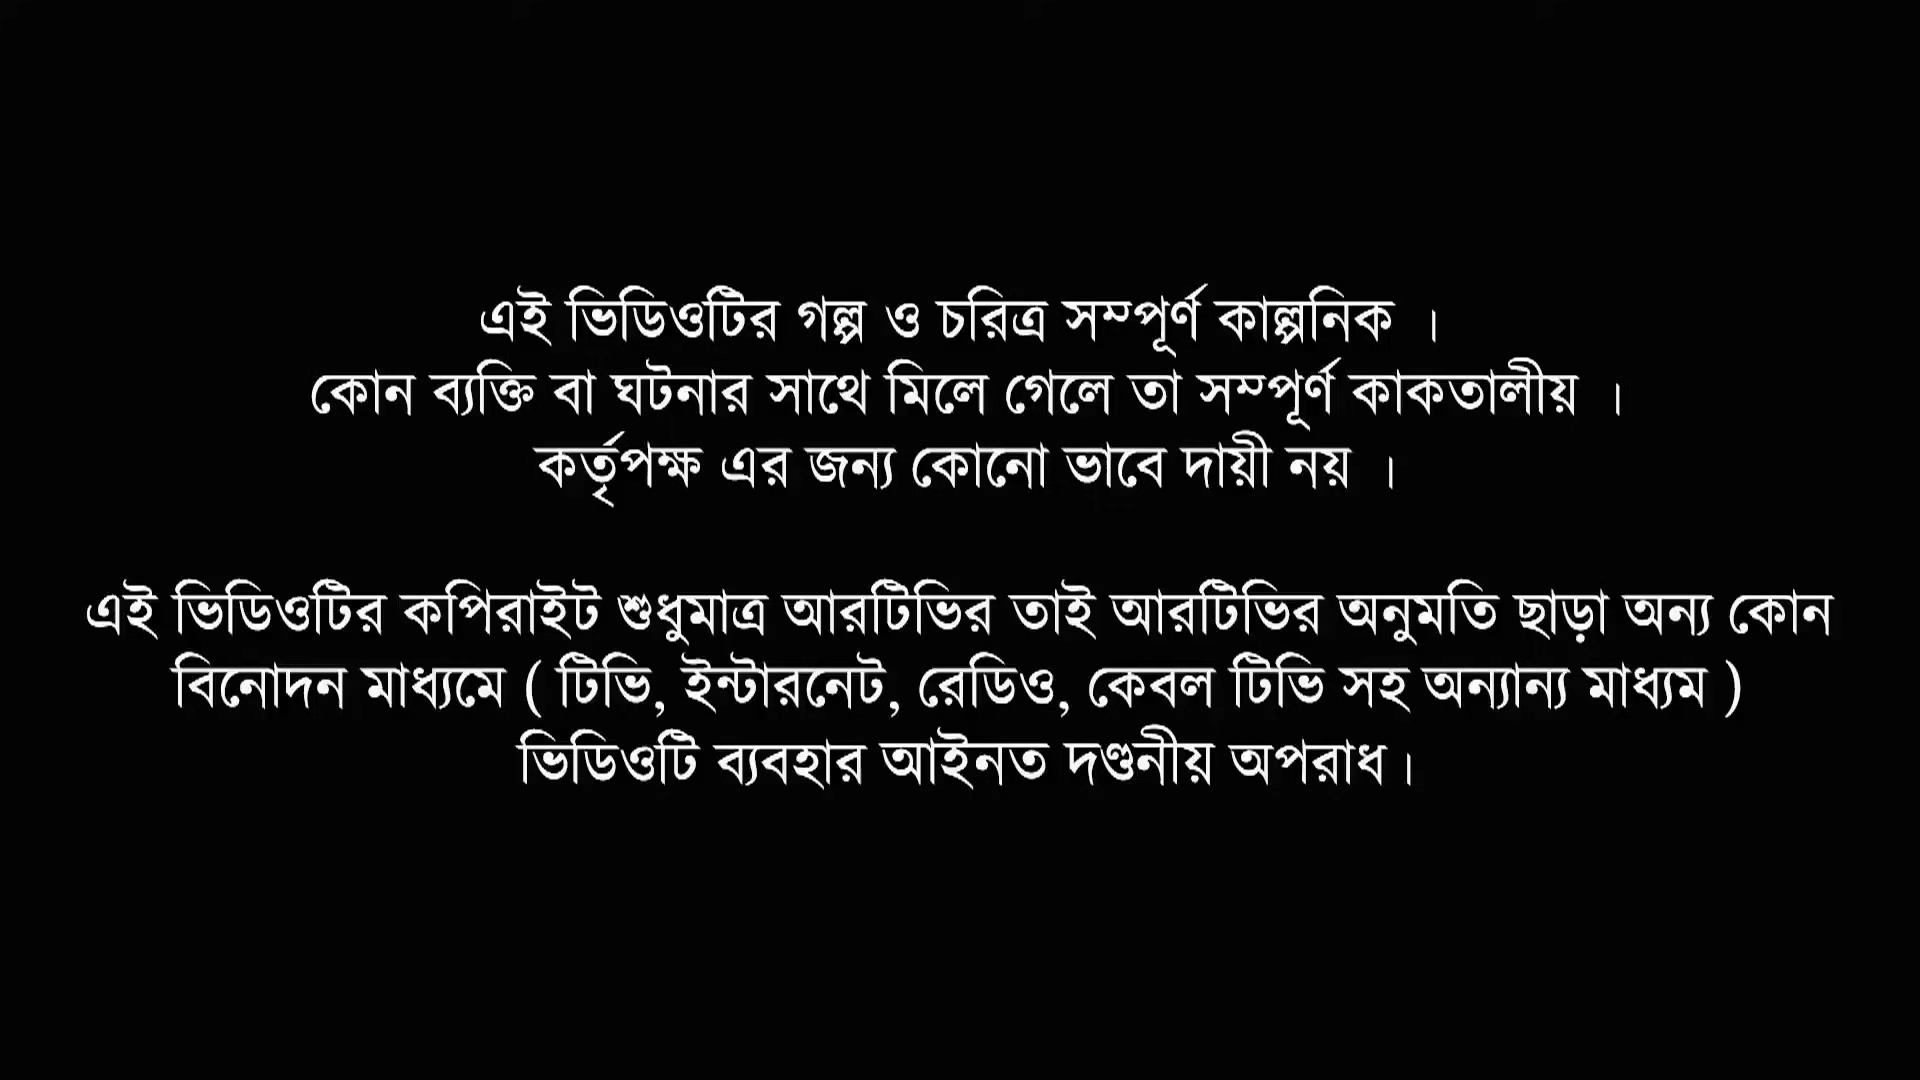 এই ভিডিওটির গল্প ও চরিত্র সম্পূর্ণ কাল্পনিক ।
কোন ব্যক্তি বা ঘটনার সাথে মিলে গেলে তা সম্পূর্ণ কাকতালীয় ।
কর্তৃপক্ষ এর জন্য কোনো ভাবে দায়ী নয় ।
এই ভিডিওটির কপিরাইট শুধুমাত্র আরটিভির তাই আরটিভির অনুমতি ছাড়া অন্য কোন
বিনোদন মাধ্যমে ( টিভি, ইন্টারনেট, রেডিও, কেবল টিভি সহ অন্যান্য মাধ্যম )
ভিডিওটি ব্যবহার আইনত দণ্ডনীয় অপরাধ।